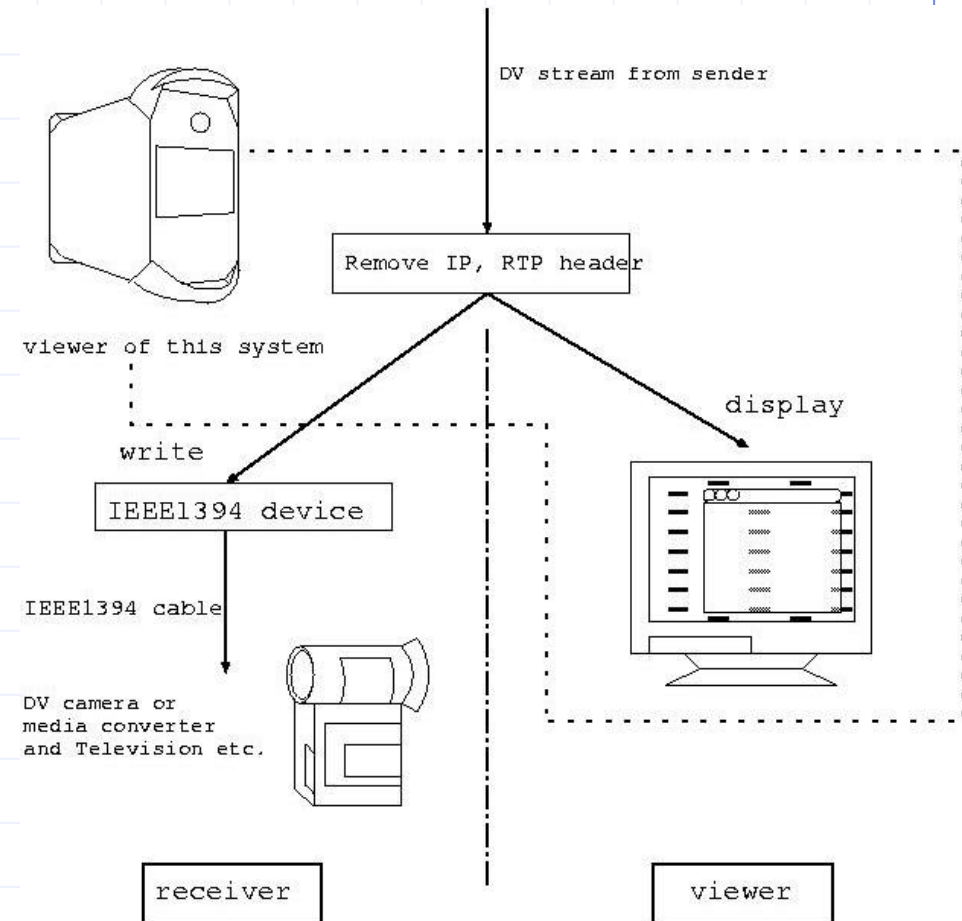 DV stream from sender
Remove IP, RTP header
viewer of this system
display
write
IEEE1394 device
IEEE1394 cable
DV camera or
media converter
and Television etc.
receiver
viewer